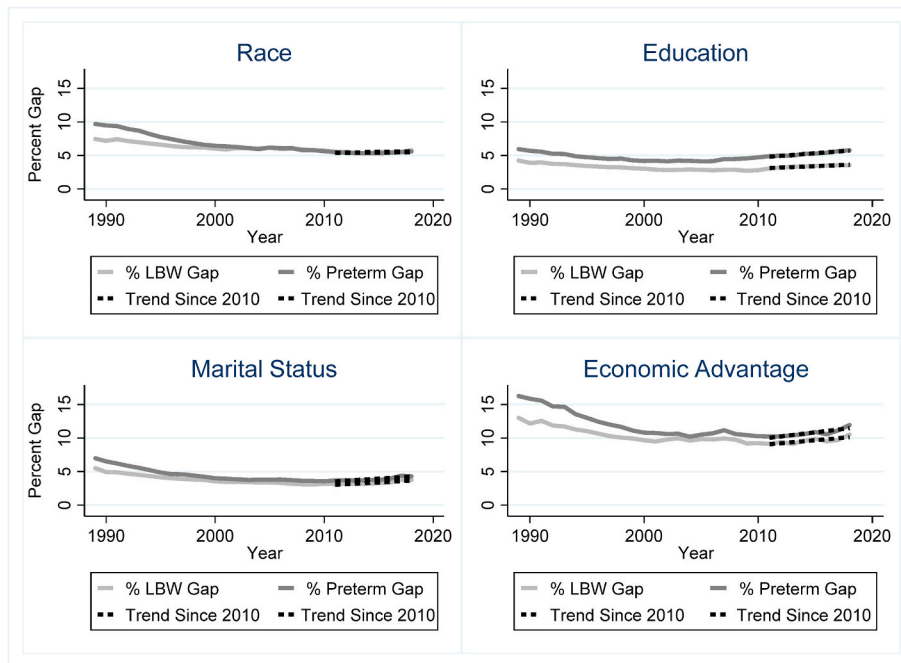 Race
Percent Gap
15
10
5
0
1990 2000 2010 2020
Year
% LBW Gap % Preterm Gap
Trend Since 2010 Trend Since 2010
Education
15
10
5
0
1990 2000 2010 2020
Year
% LBW Gap % Preterm Gap
Trend Since 2010 Trend Since 2010
Marital Status
Percent Gap
15
10
5
0
1990 2000 2010 2020
Year
% LBW Gap % Preterm Gap
Trend Since 2010 Trend Since 2010
Economic Advantage
15
10
5
0
1990 2000 2010 2020
Year
% LBW Gap % Preterm Gap
Trend Since 2010 Trend Since 2010